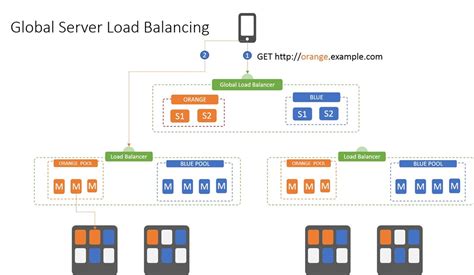 Global Server Load Balancing
2
1
GET http://orange.example.com
Global Load Balancer
ORANGE
BLUE
S1 S2
S1 S2
Load Balancer
Load Balancer
ORANGE POOL
BLUE POOL
ORANGE POOL
BLUE POOL
M M M
M M M M
M M M
M M M M